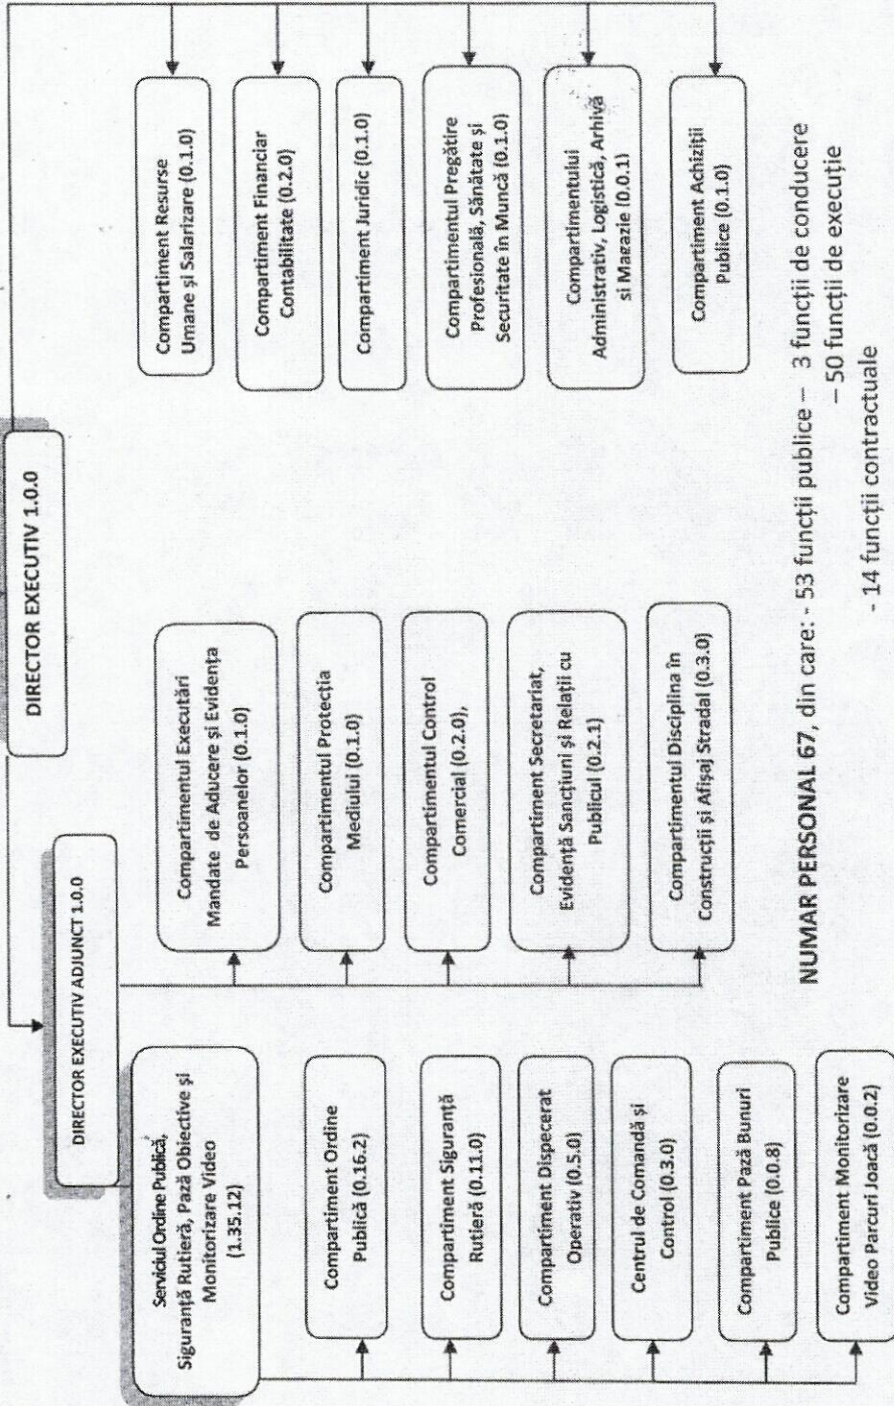 DIRECTOR EXECUTIV 1.0.0
DIRECTOR EXECUTIV ADJUNCT 1.0.0
Serviciul Ordine Publică,
Siguranță Rutieră, Pază Obiective și
Monitorizare Video
(1.35.12)
Compartiment Ordine
Publică (0.16.2)
Compartiment Siguranță
Rutieră (0.11.0)
Compartiment Dispecerat
Operativ (0.5.0)
Centrul de Comandă și
Control (0.3.0)
Compartiment Pază Bunuri
Publice (0.0.8)
Compartiment Monitorizare
Video Parcuri Joacă (0.0.2)
Compartimentul Executări
Mandate de Aducere și Evidența
Persoanelor (0.1.0)
Compartimentul Protecția
Mediului (0.1.0)
Compartimentul Control
Comercial (0.2.0),
Compartiment Secretariat,
Evidență Sancțiuni și Relații cu
Publicul (0.2.1)
Compartimentul Disciplina în
Construcții și Afișaj Stradal (0.3.0)
Compartiment Resurse
Umane și Salarizare (0.1.0)
Compartiment Financiar
Contabilitate (0.2.0)
Compartiment Juridic (0.1.0)
Compartimentul Pregătire
Profesională, Sănătate și
Securitate în Muncă (0.1.0)
Compartimentului
Administrativ, Logistică, Arhivă
si Magazie (0.0.1)
Compartiment Achiziții
Publice (0.1.0)
NUMAR PERSONAL 67, din care: - 53 funcții publice – 3 funcții de conducere
– 50 funcții de execuție
- 14 funcții contractuale